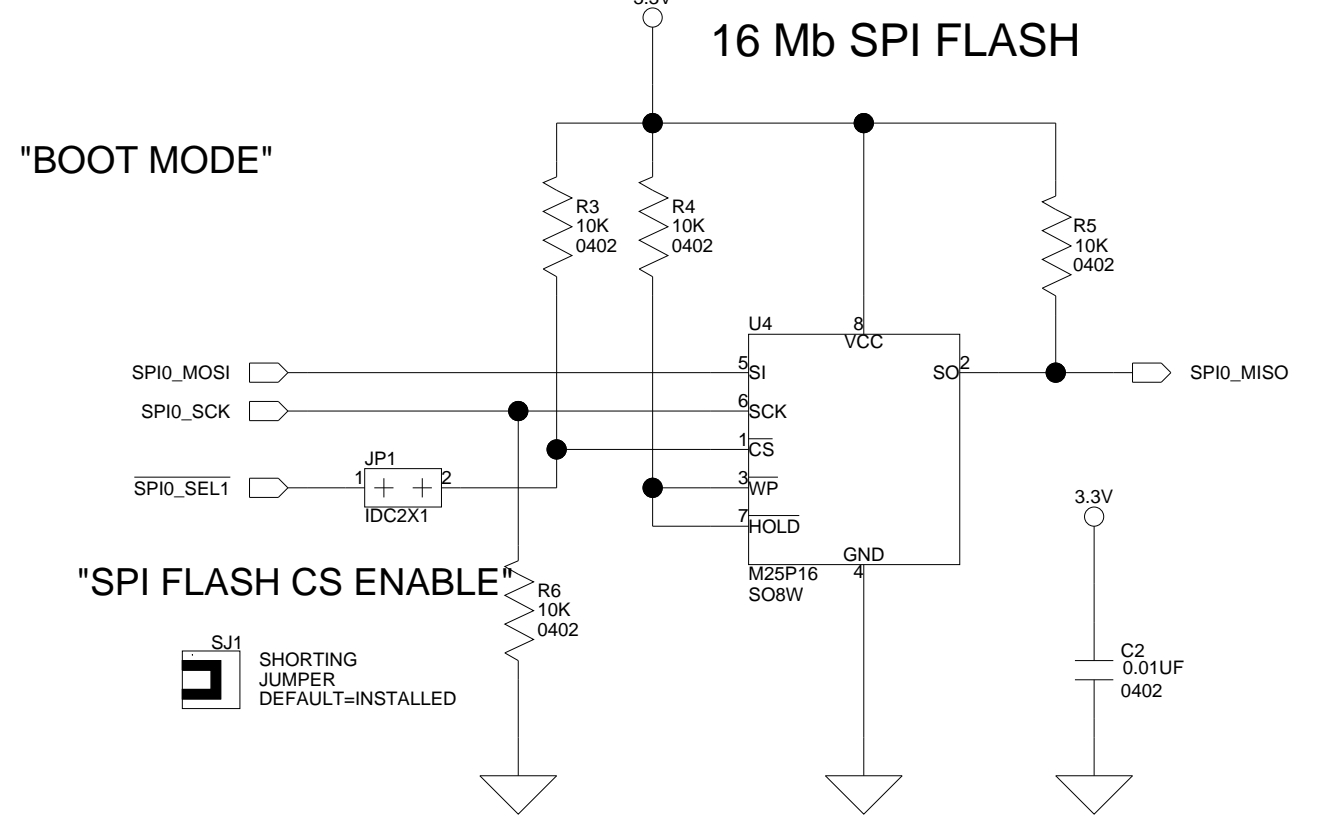 3.3V
16 Mb SPI FLASH
"BOOT MODE"
R3
10K
0402
R4
10K
0402
R5
10K
0402
U4
8
VCC
SPI0_MOSI
5
SI
SO
2
SPI0_MISO
SPI0_SCK
6
SCK
1
CS
JP1
SPI0_SEL1
1
2
IDC2X1
3
WP
7
HOLD
3.3V
GND
4
M25P16
SO8W
"SPI FLASH CS ENABLE"
R6
10K
0402
SJ1
SHORTING
JUMPER
DEFAULT=INSTALLED
C2
0.01UF
0402